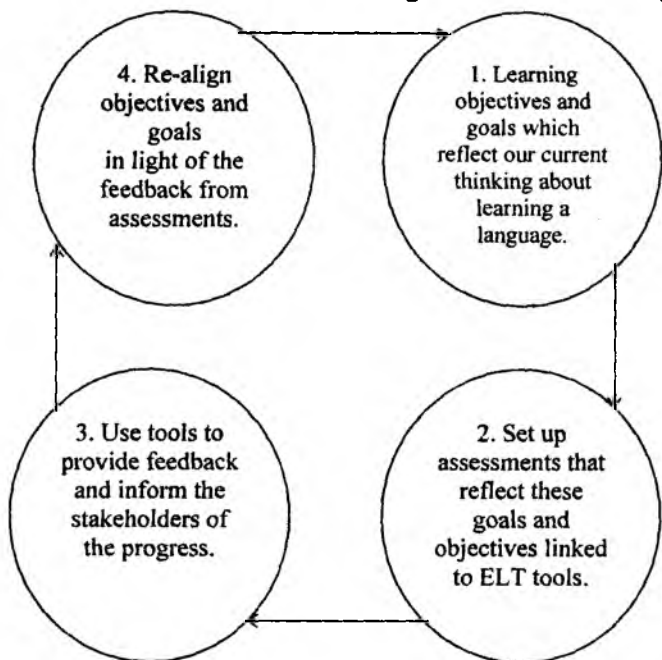 4. Re-align
objectives and
goals
in light of the
feedback from
assessments.
1. Learning
objectives and
goals which
reflect our current
thinking about
learning a
language.
3. Use tools to
provide feedback
and inform the
stakeholders of
the progress.
2. Set up
assessments that
reflect these
goals and
objectives linked
to ELT tools.